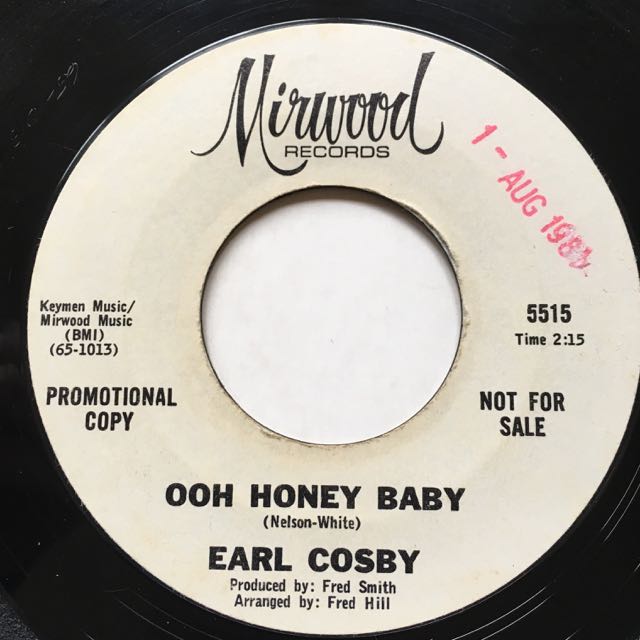 Mirwood
RECORDS
1 - AUG
Keymen Music/
Mirwood Music
(BMI)
(65-1013)
5515
Time 2:15
PROMOTIONAL
COPY
NOT FOR
SALE
OOH HONEY BABY
(Nelson-White)
EARL COSBY
Produced by: Fred Smith
Arranged by: Fred Hill